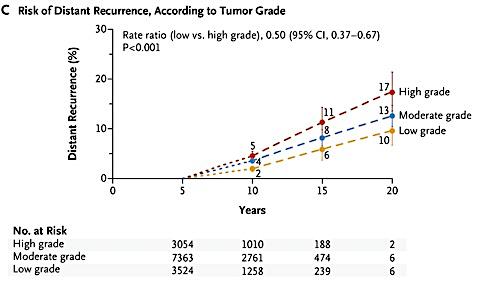 C Risk of Distant Recurrence, According to Tumor Grade
30
Rate ratio (low vs. high grade), 0.50 (95% CI, 0.37–0.67)
P<0.001
Distant Recurrence (%)
20
10
0
17
High grade
13
Moderate grade
10
Low grade
11
8
6
5
4
2
0 5 10 15 20
Years
No. at Risk
High grade 3054 1010 188 2
Moderate grade 7363 2761 474 6
Low grade 3524 1258 239 6